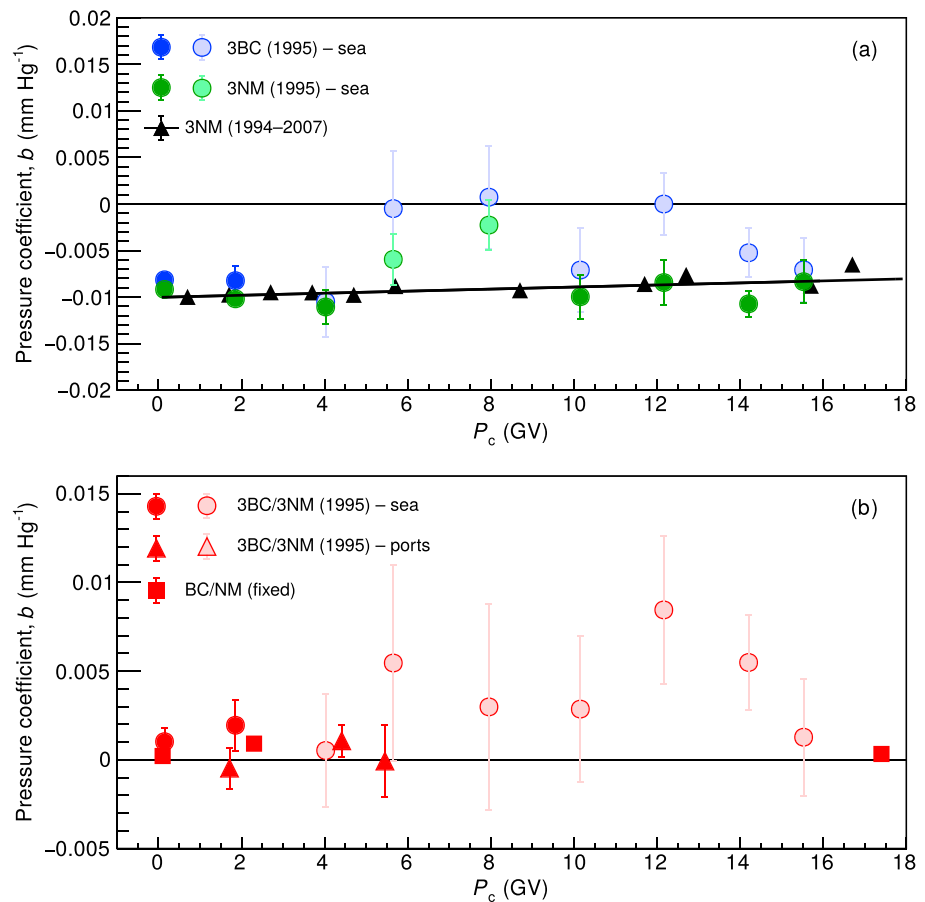 0.02
0.015
0.01
0.005
0
−0.005
−0.01
−0.015
−0.02
Pressure coefficient, b (mm Hg⁻¹)
(a)
3BC (1995) – sea
3NM (1995) – sea
3NM (1994–2007)
0 2 4 6 8 10 12 14 16 18
P_c (GV)
0.015
0.01
0.005
0
−0.005
Pressure coefficient, b (mm Hg⁻¹)
(b)
3BC/3NM (1995) – sea
3BC/3NM (1995) – ports
BC/NM (fixed)
0 2 4 6 8 10 12 14 16 18
P_c (GV)